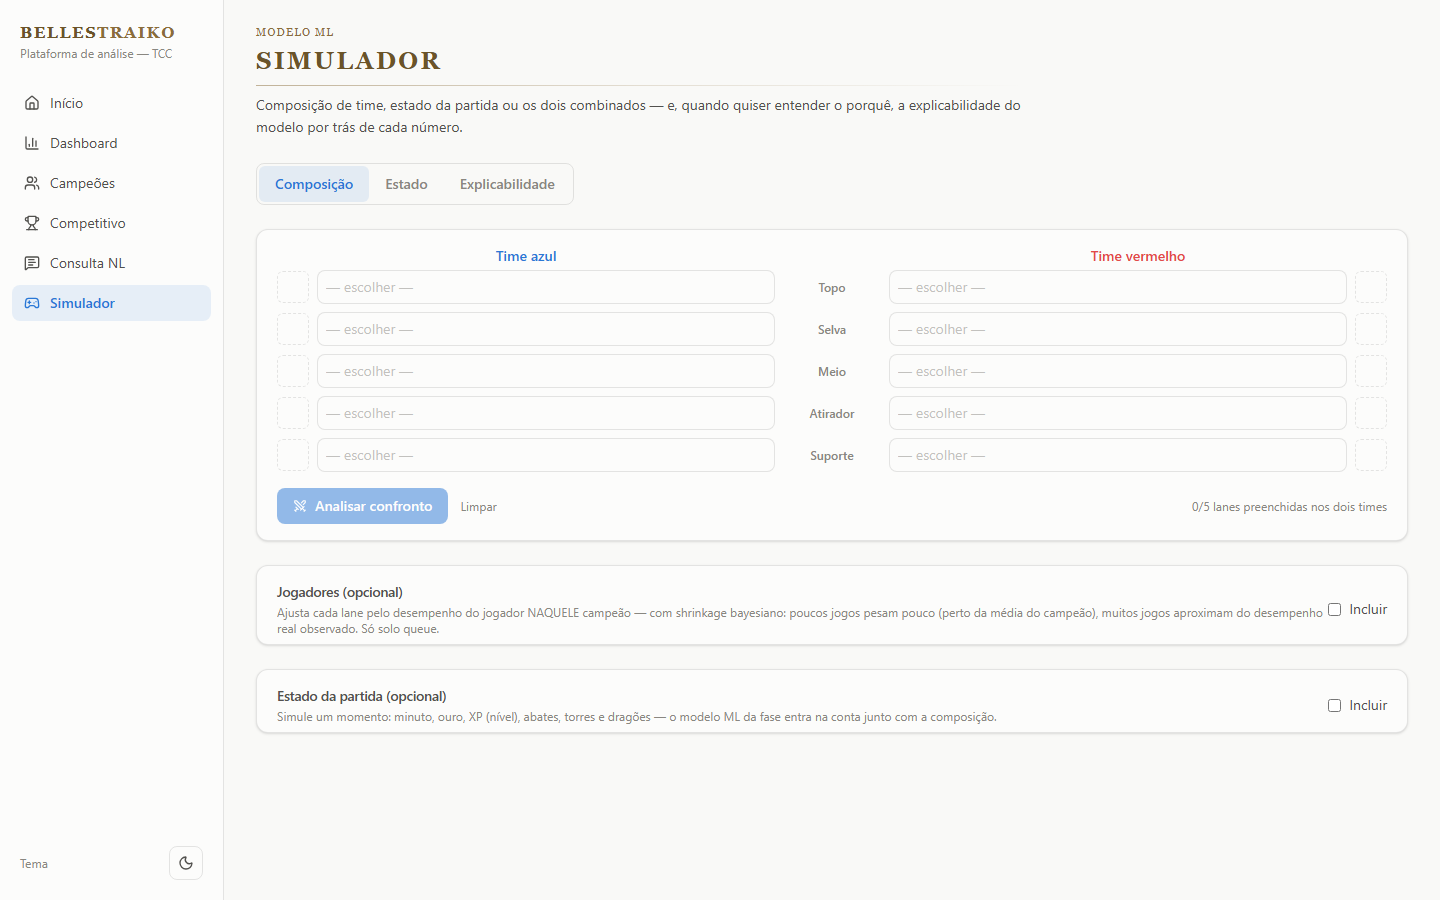 BELLESTRAIKO
Plataforma de análise — TCC
Início
Dashboard
Campeões
Competitivo
Consulta NL
Simulador
Tema
MODELO ML
SIMULADOR
Composição de time, estado da partida ou os dois combinados — e, quando quiser entender o porquê, a explicabilidade do
modelo por trás de cada número.
Composição Estado Explicabilidade
Time azul Time vermelho
— escolher — Topo — escolher —
— escolher — Selva — escolher —
— escolher — Meio — escolher —
— escolher — Atirador — escolher —
— escolher — Suporte — escolher —
Analisar confronto Limpar 0/5 lanes preenchidas nos dois times
Jogadores (opcional)
Ajusta cada lane pelo desempenho do jogador NAQUELE campeão — com shrinkage bayesiano: poucos jogos pesam pouco (perto da média do campeão), muitos jogos aproximam do desempenho
real observado. Só solo queue.
Incluir
Estado da partida (opcional)
Simule um momento: minuto, ouro, XP (nível), abates, torres e dragões — o modelo ML da fase entra na conta junto com a composição.
Incluir